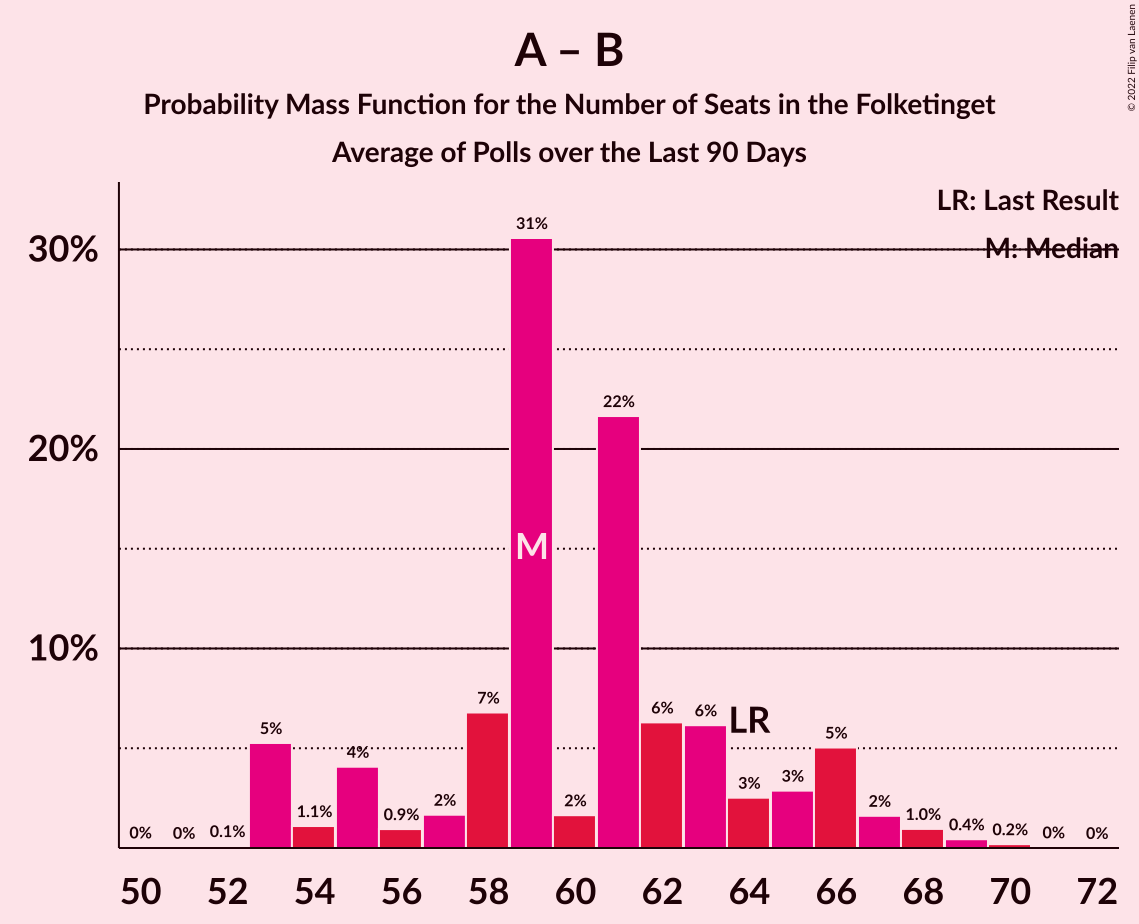 © 2022 Filip van Laenen
A – B
Probability Mass Function for the Number of Seats in the Folketinget
Average of Polls over the Last 90 Days
LR: Last Result
M: Median
30%
20%
10%
0% 0% 0.1% 5% 1.1% 4% 0.9% 2% 7% 31% 2% 22% 6% 6% 3% 3% 5% 2% 1.0% 0.4% 0.2% 0% 0%
M
LR
50 52 54 56 58 60 62 64 66 68 70 72